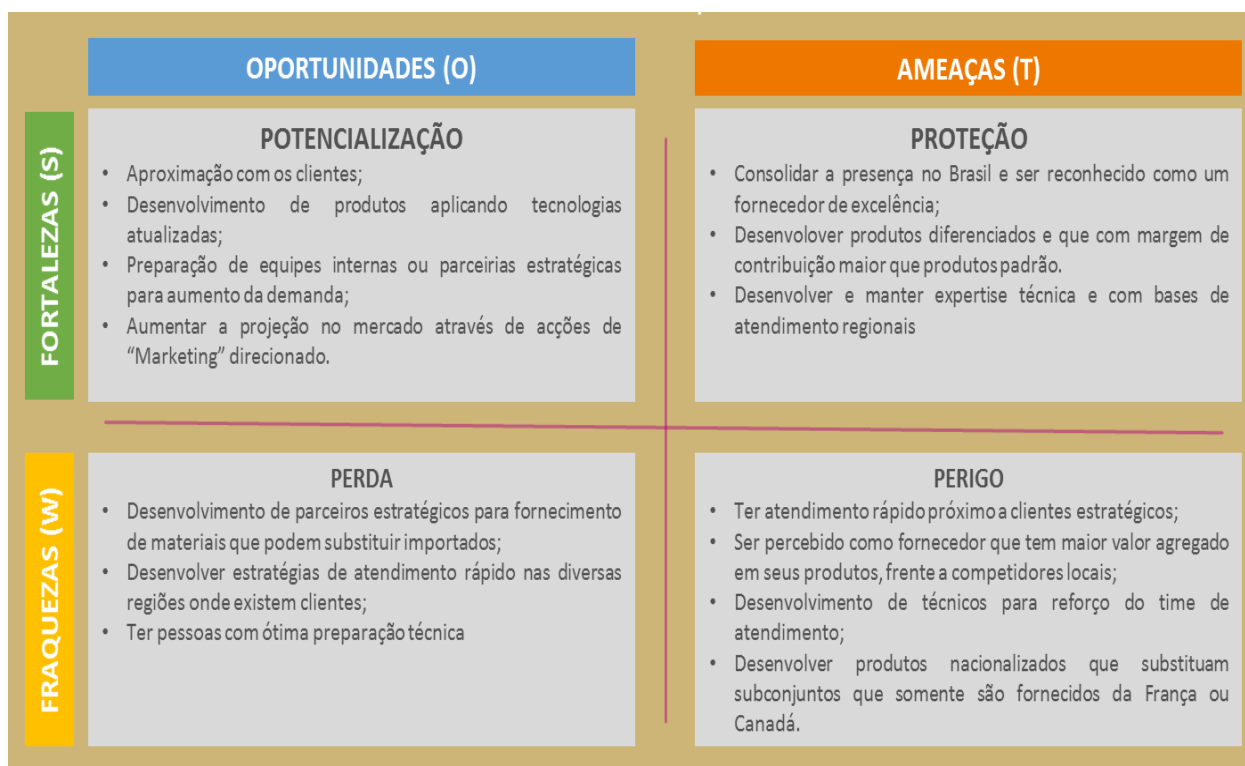 OPORTUNIDADES (O)
AMEAÇAS (T)
FORTALEZAS (S)
POTENCIALIZAÇÃO
• Aproximação com os clientes;
• Desenvolvimento de produtos aplicando tecnologias
atualizadas;
• Preparação de equipes internas ou parceirias estratégicas
para aumento da demanda;
• Aumentar a projeção no mercado através de acções de
“Marketing” direcionado.
PROTEÇÃO
• Consolidar a presença no Brasil e ser reconhecido como um
fornecedor de excelência;
• Desenvolover produtos diferenciados e que com margem de
contribuição maior que produtos padrão.
• Desenvolver e manter expertise técnica e com bases de
atendimento regionais
FRAQUEZAS (W)
PERDA
• Desenvolvimento de parceiros estratégicos para fornecimento
de materiais que podem substituir importados;
• Desenvolver estratégias de atendimento rápido nas diversas
regiões onde existem clientes;
• Ter pessoas com ótima preparação técnica
PERIGO
• Ter atendimento rápido próximo a clientes estratégicos;
• Ser percebido como fornecedor que tem maior valor agregado
em seus produtos, frente a competidores locais;
• Desenvolvimento de técnicos para reforço do time de
atendimento;
• Desenvolver produtos nacionalizados que substituam
subconjuntos que somente são fornecidos da França ou
Canadá.